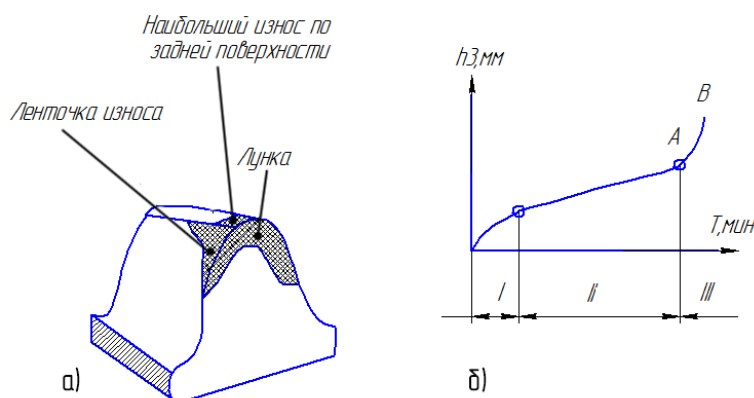 Наибольший износ по
задней поверхности
Ленточка износа
Лунка
а)
h3,мм
B
A
T,мин
I
Ii
III
б)